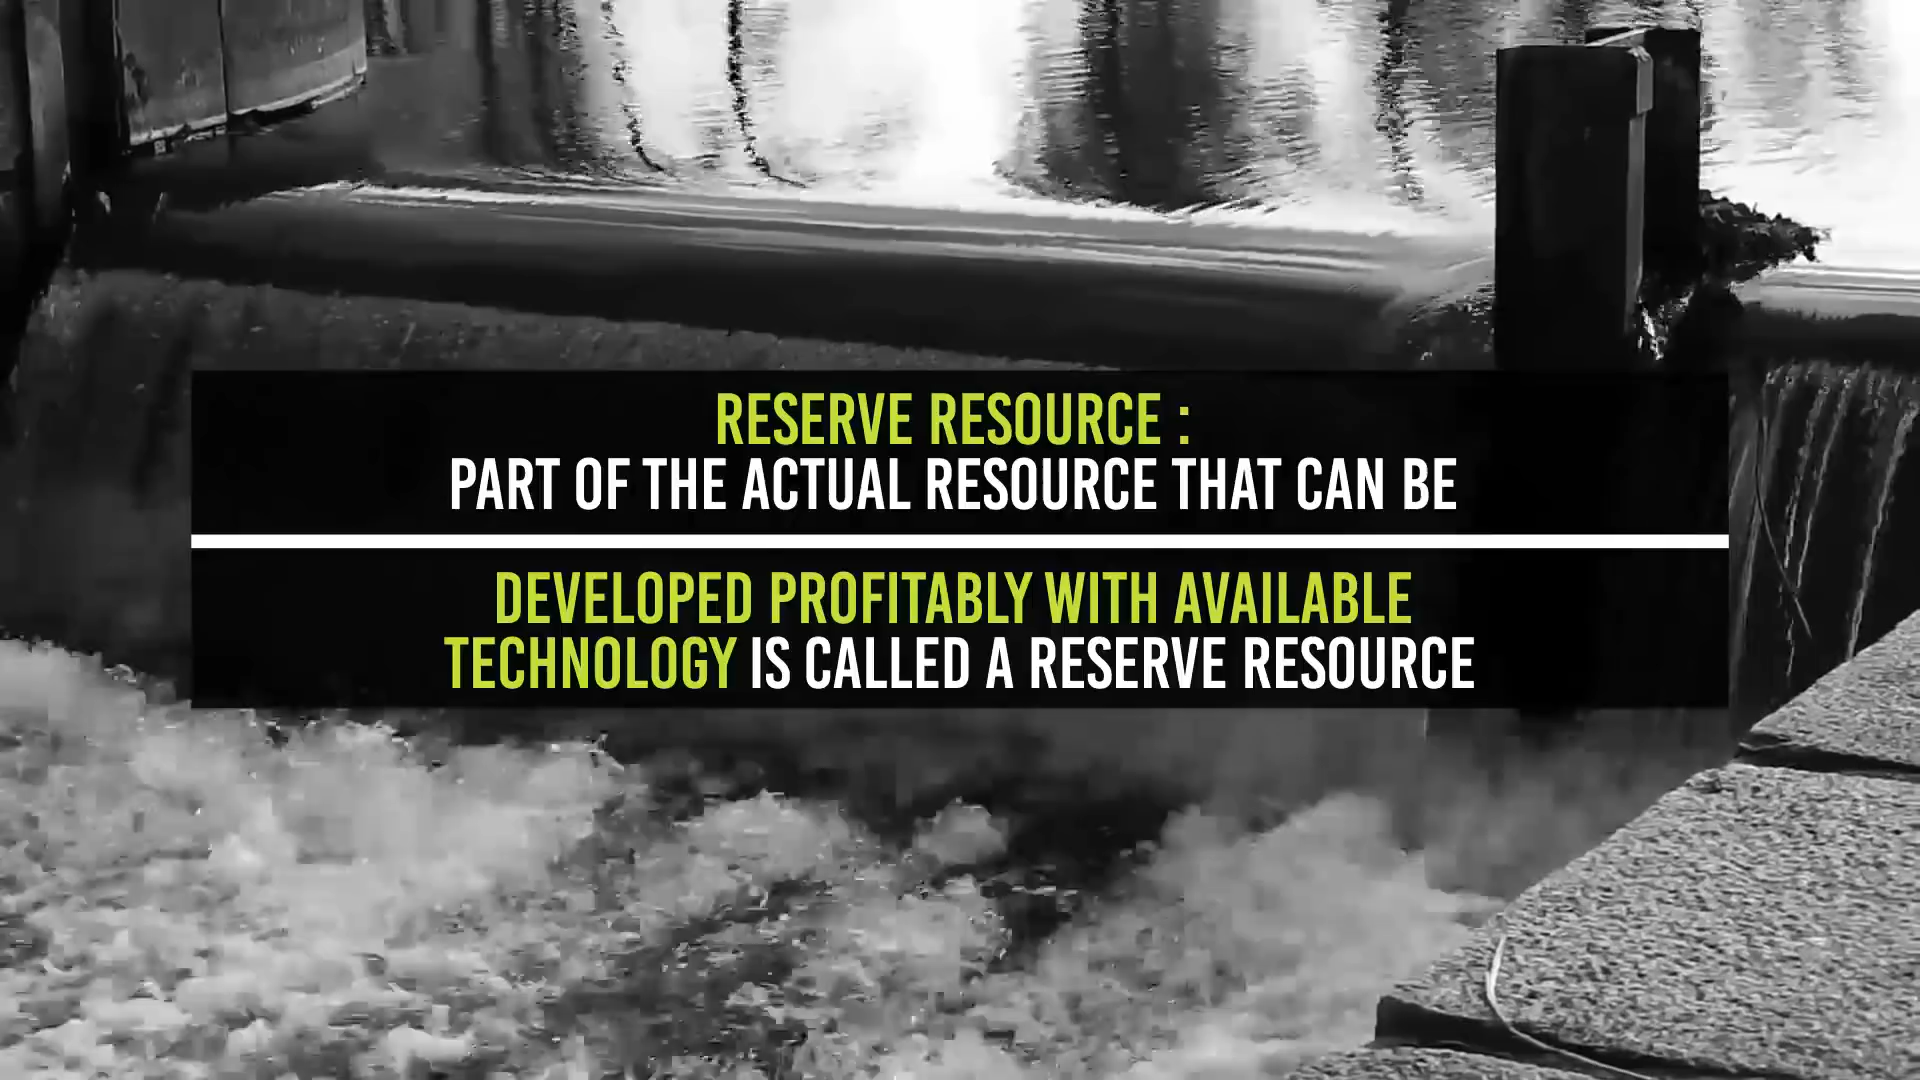 RESERVE RESOURCE :
PART OF THE ACTUAL RESOURCE THAT CAN BE
DEVELOPED PROFITABLY WITH AVAILABLE
TECHNOLOGY IS CALLED A RESERVE RESOURCE